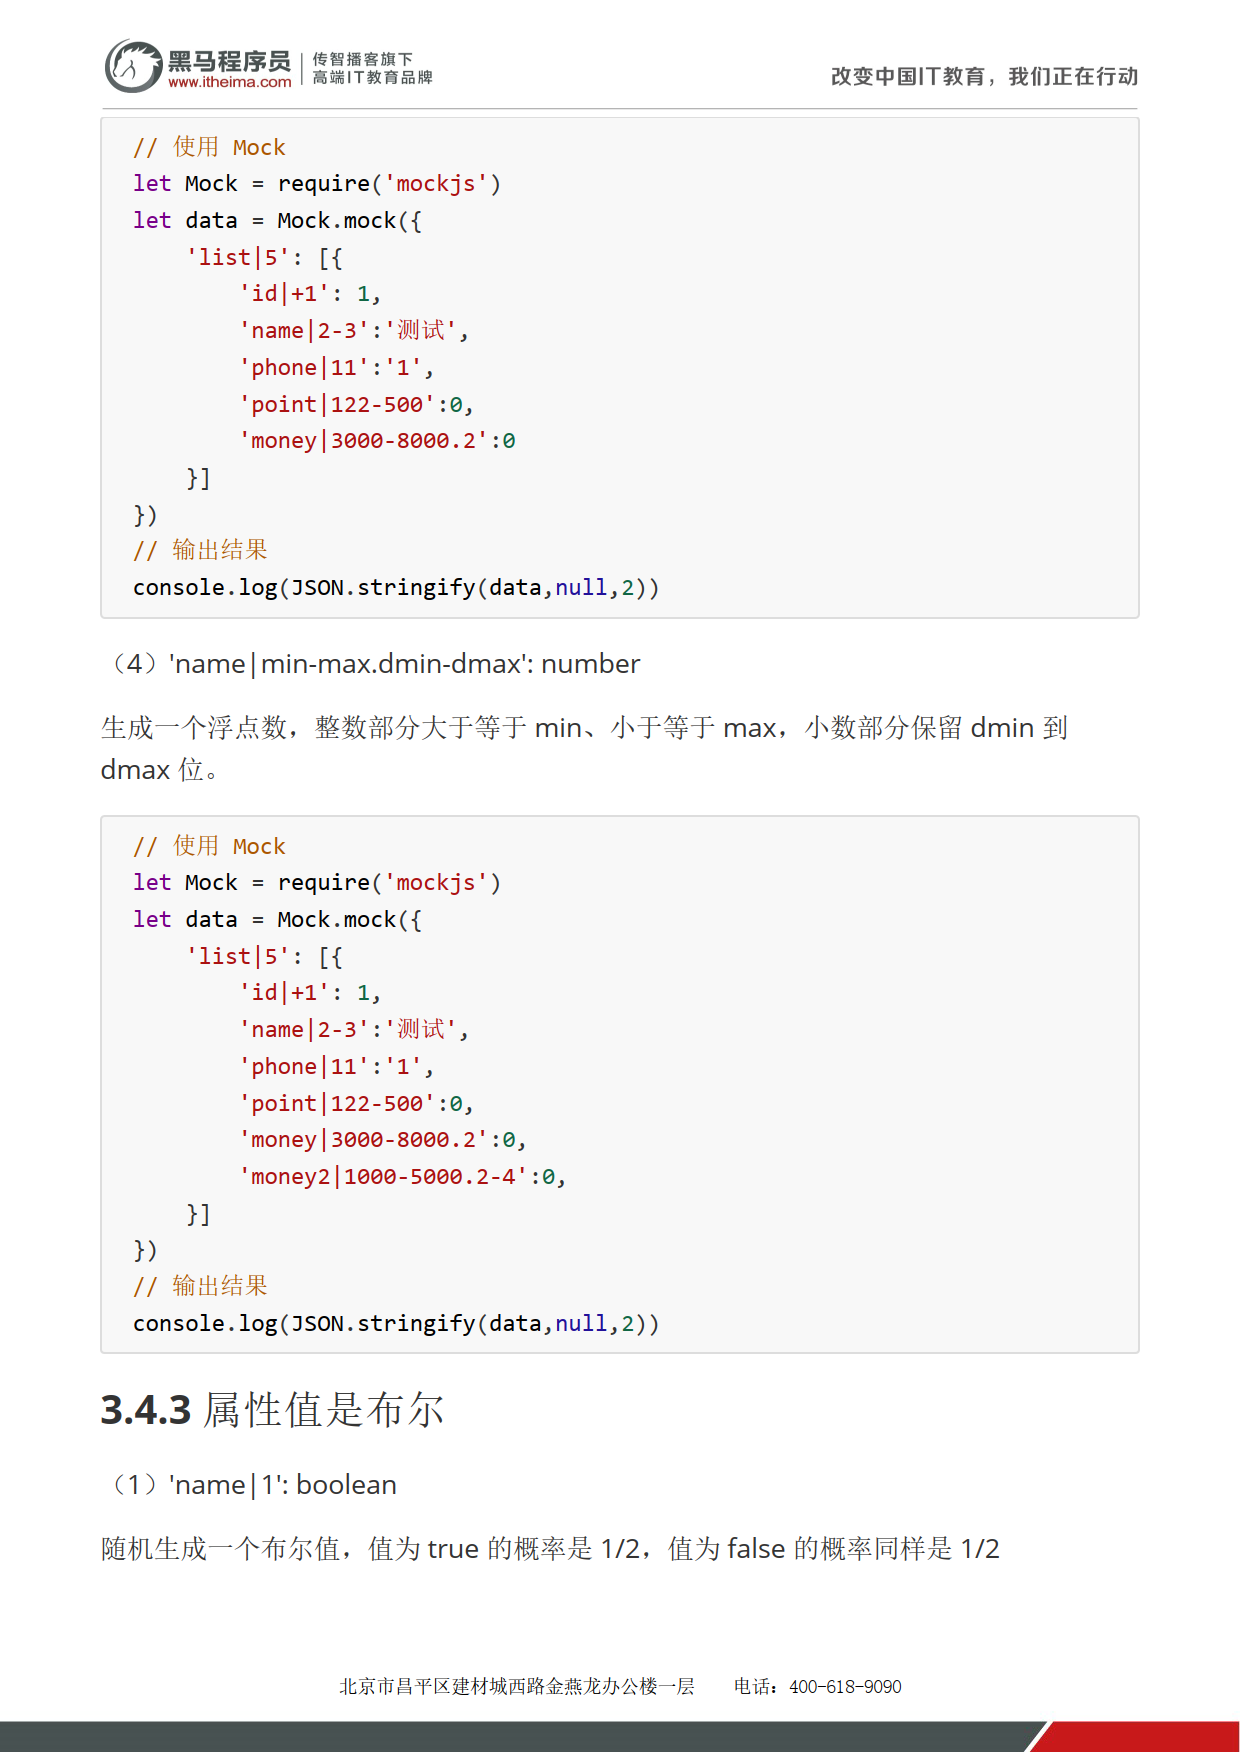 黑马程序员
www.itheima.com
传智播客旗下
高端IT教育品牌
改变中国IT教育，我们正在行动
// 使用 Mock
let Mock = require('mockjs')
let data = Mock.mock({
    'list|5': [{
        'id|+1': 1,
        'name|2-3':'测试',
        'phone|11':'1',
        'point|122-500':0,
        'money|3000-8000.2':0
    }]
})
// 输出结果
console.log(JSON.stringify(data,null,2))
（4）'name|min-max.dmin-dmax': number
生成一个浮点数，整数部分大于等于 min、小于等于 max，小数部分保留 dmin 到
dmax 位。
// 使用 Mock
let Mock = require('mockjs')
let data = Mock.mock({
    'list|5': [{
        'id|+1': 1,
        'name|2-3':'测试',
        'phone|11':'1',
        'point|122-500':0,
        'money|3000-8000.2':0,
        'money2|1000-5000.2-4':0,
    }]
})
// 输出结果
console.log(JSON.stringify(data,null,2))
3.4.3 属性值是布尔
（1）'name|1': boolean
随机生成一个布尔值，值为 true 的概率是 1/2，值为 false 的概率同样是 1/2
北京市昌平区建材城西路金燕龙办公楼一层 电话：400-618-9090